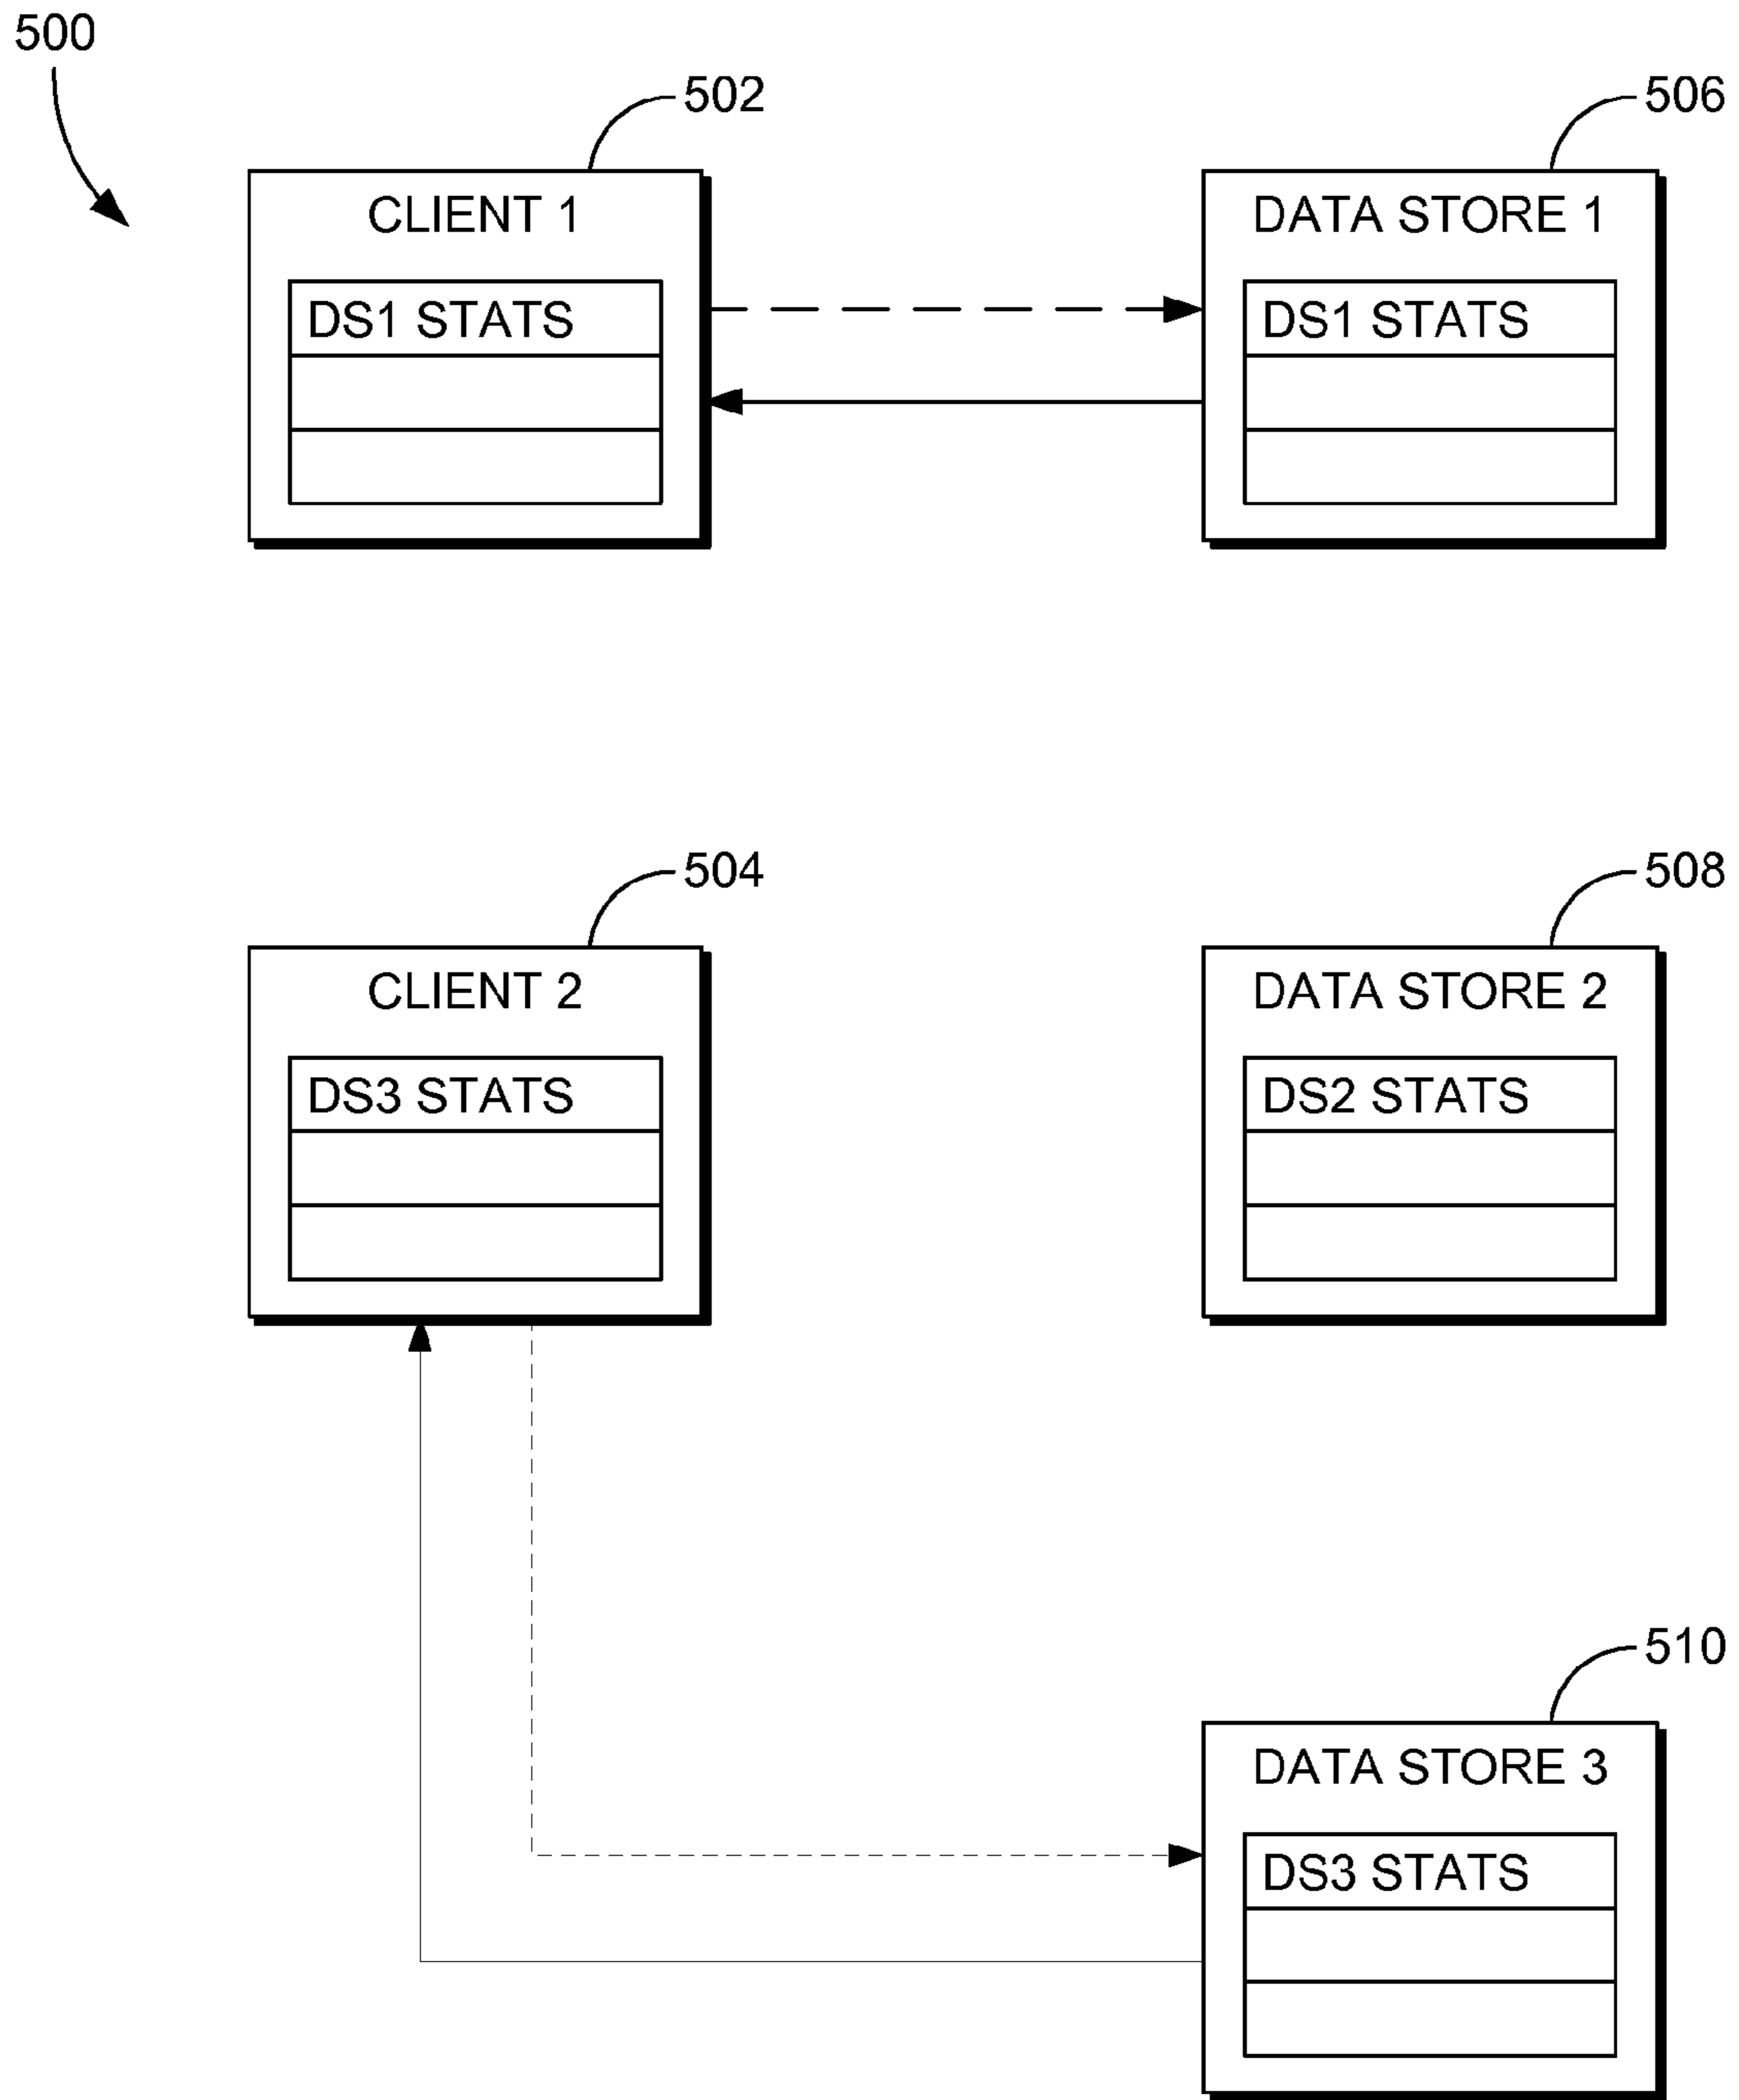 500
502
506
CLIENT 1
DATA STORE 1
DS1 STATS
DS1 STATS
504
508
CLIENT 2
DATA STORE 2
DS3 STATS
DS2 STATS
510
DATA STORE 3
DS3 STATS